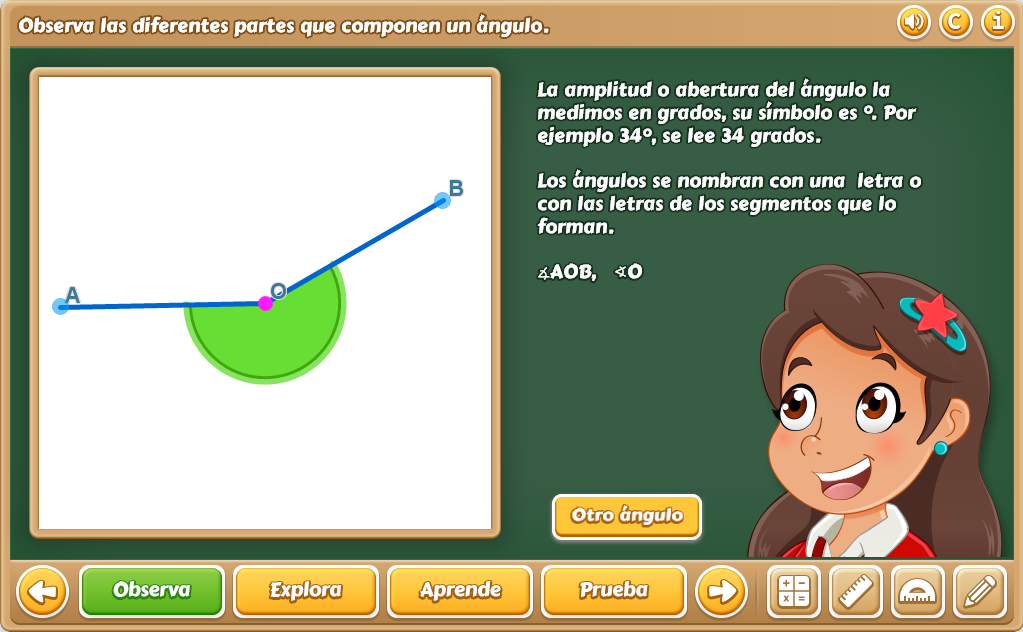 Observa las diferentes partes que componen un ángulo.
C i
La amplitud o abertura del ángulo la
medimos en grados, su símbolo es º. Por
ejemplo 34º, se lee 34 grados.
Los ángulos se nombran con una  letra o
con las letras de los segmentos que lo
forman.
∡AOB,   ∢O
B
A
O
Otro ángulo
Observa
Explora
Aprende
Prueba
+ −
x =